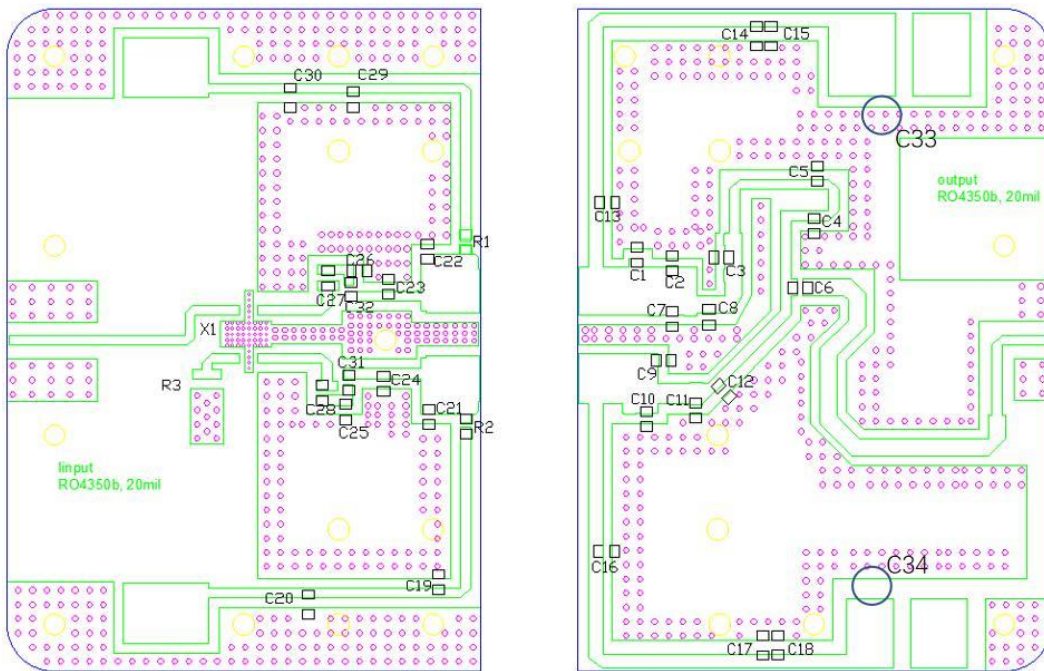 C30
C29
C26
C27
C32
C22
R1
C23
X1
R3
C31
C24
C28
C25
C21
R2
linput
RO4350b, 20mil
C19
C20
C14
C15
C33
C5
output
RO4350b, 20mil
C13
C4
C1
C2
C3
C6
C7
C8
C9
C12
C10
C11
C16
C34
C17
C18